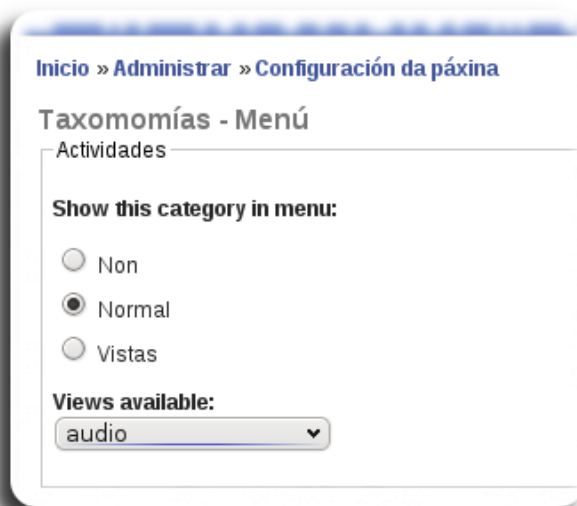 Inicio » Administrar » Configuración da páxina
Taxomomías - Menú
Actividades
Show this category in menu:
Non
Normal
Vistas
Views available:
audio